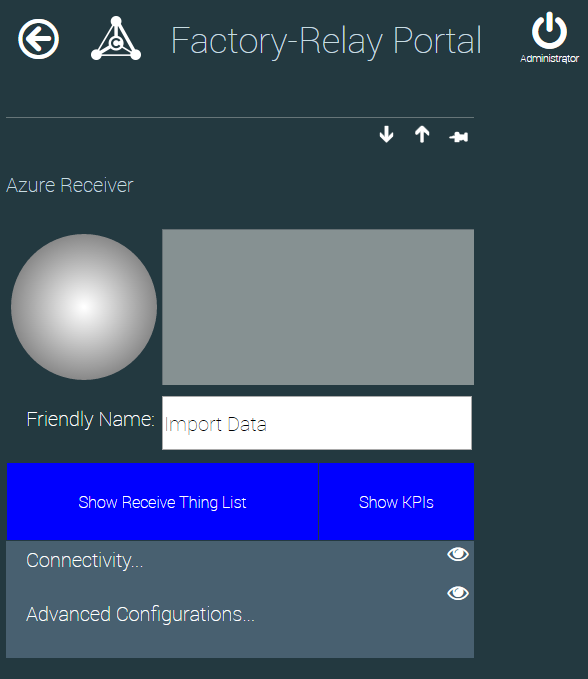 Factory-Relay Portal
Administrator
Azure Receiver
Friendly Name: Import Data
Show Receive Thing List Show KPIs
Connectivity...
Advanced Configurations...